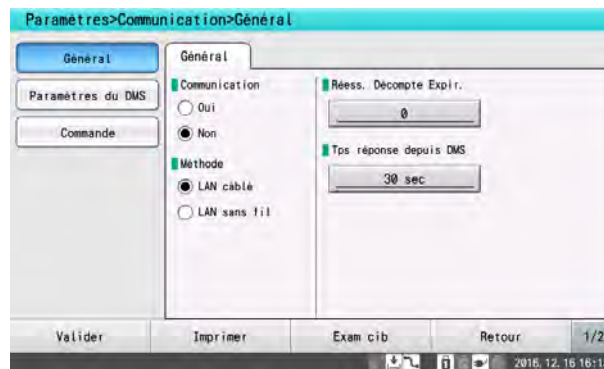 Paramètres>Communication>Général
Général
Paramètres du DMS
Commande
Général
Communication
Oui
Non
Méthode
LAN câblé
LAN sans fil
Réess. Décompte Expir.
0
Tps réponse depuis DMS
30 sec
Valider
Imprimer
Exam cib
Retour
1/2
2016. 12. 16 16:1